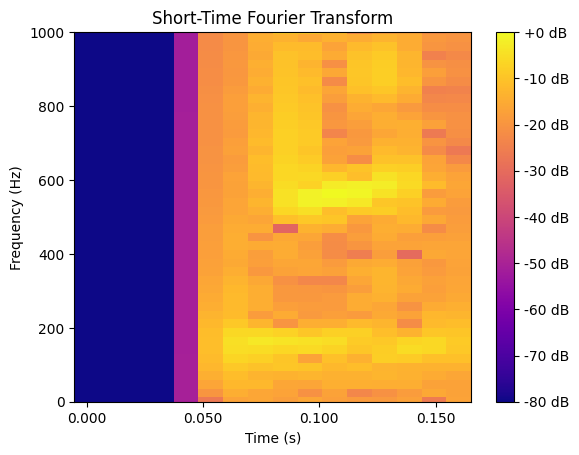 Short-Time Fourier Transform
1000
800
600
400
200
0
Frequency (Hz)
0.000
0.050
0.100
0.150
Time (s)
+0 dB
-10 dB
-20 dB
-30 dB
-40 dB
-50 dB
-60 dB
-70 dB
-80 dB